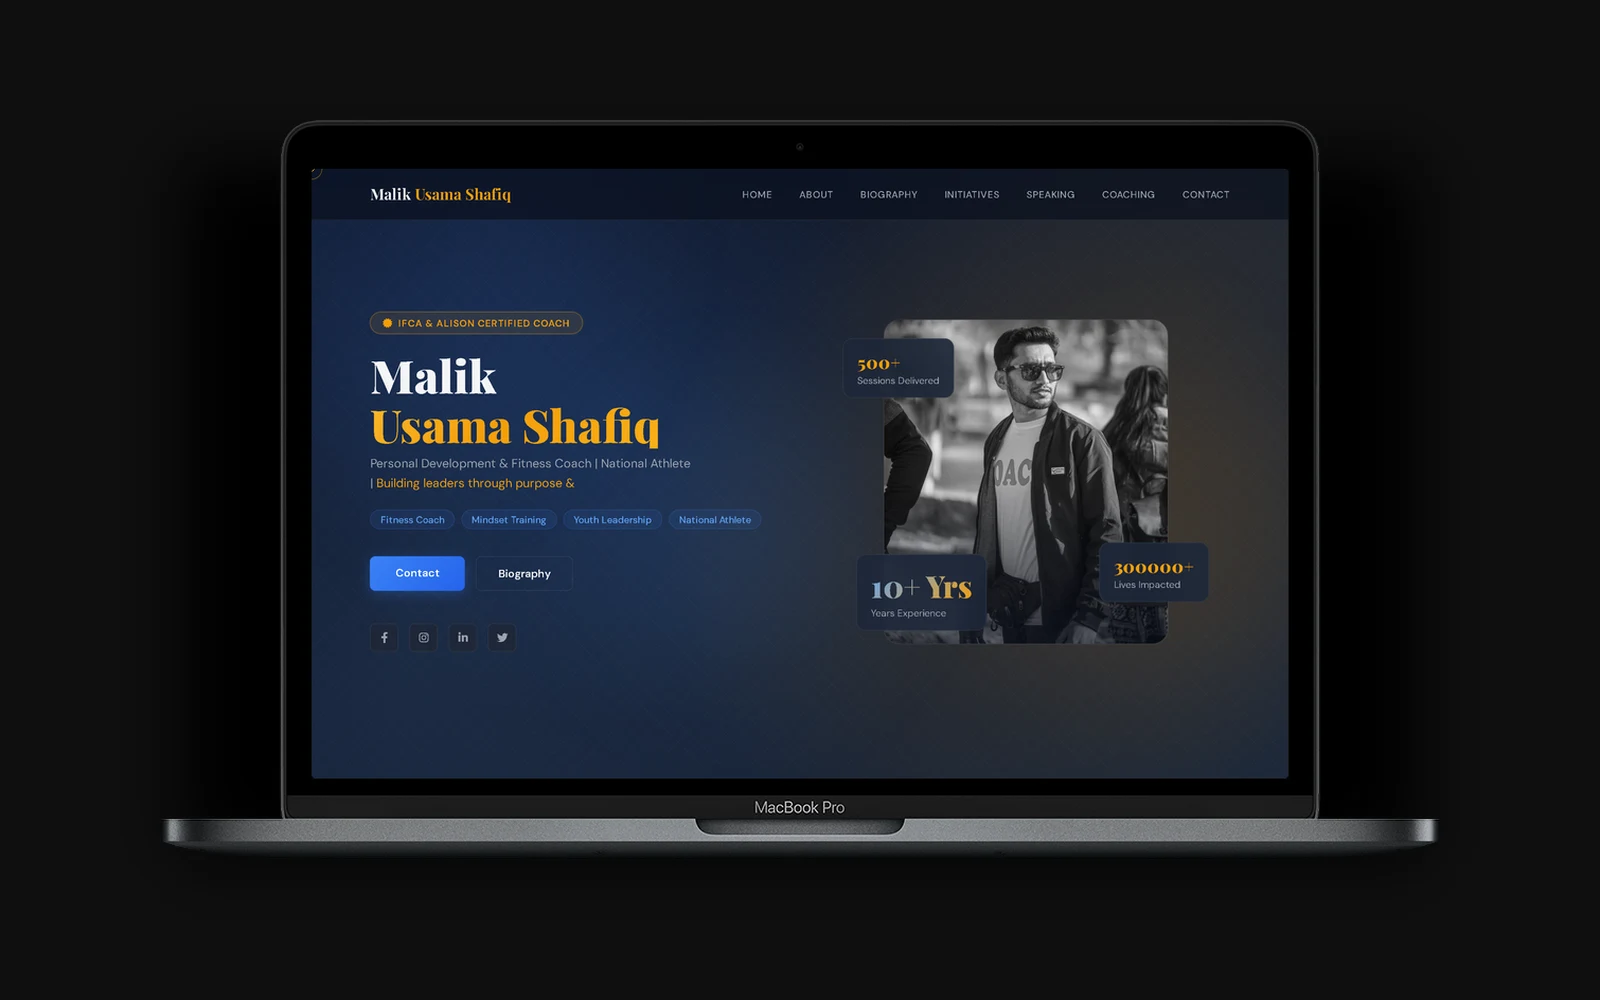 Malik Usama Shafiq
HOME ABOUT BIOGRAPHY INITIATIVES SPEAKING COACHING CONTACT
IFCA & ALISON CERTIFIED COACH
Malik
Usama Shafiq
Personal Development & Fitness Coach | National Athlete
| Building leaders through purpose &
Fitness Coach Mindset Training Youth Leadership National Athlete
Contact Biography
500+
Sessions Delivered
OAC
10+ Yrs
Years Experience
300000+
Lives Impacted
MacBook Pro